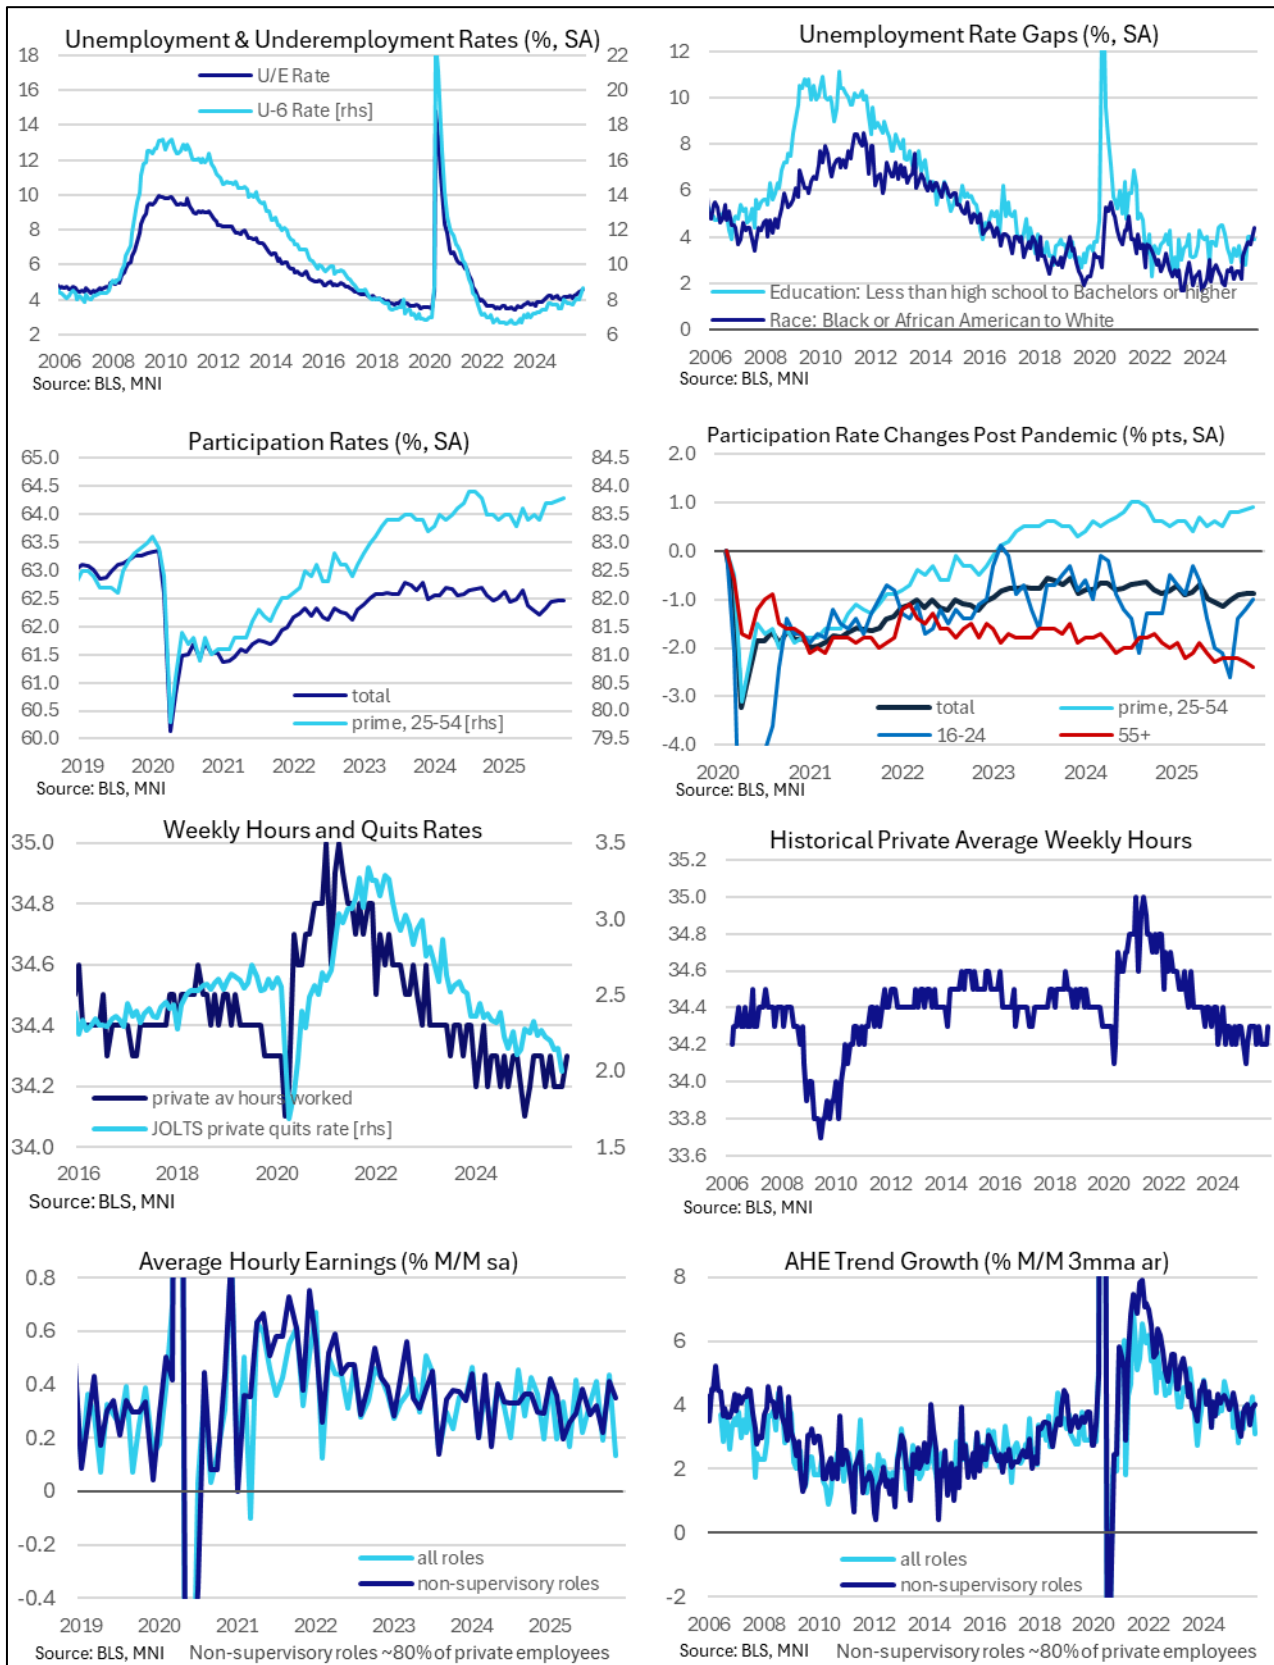 Unemployment & Underemployment Rates (%, SA)
18
16
14
12
10
8
6
4
2
22
20
18
16
14
12
10
8
6
U/E Rate
U-6 Rate [rhs]
2006 2008 2010 2012 2014 2016 2018 2020 2022 2024
Source: BLS, MNI
Unemployment Rate Gaps (%, SA)
12
10
8
6
4
2
0
Education: Less than high school to Bachelors or higher
Race: Black or African American to White
2006 2008 2010 2012 2014 2016 2018 2020 2022 2024
Source: BLS, MNI
Participation Rates (%, SA)
65.0
64.5
64.0
63.5
63.0
62.5
62.0
61.5
61.0
60.5
60.0
84.5
84.0
83.5
83.0
82.5
82.0
81.5
81.0
80.5
80.0
79.5
total
prime, 25-54 [rhs]
2019 2020 2021 2022 2023 2024 2025
Source: BLS, MNI
Participation Rate Changes Post Pandemic (% pts, SA)
2.0
1.0
0.0
-1.0
-2.0
-3.0
-4.0
total
prime, 25-54
16-24
55+
2020 2021 2022 2023 2024 2025
Source: BLS, MNI
Weekly Hours and Quits Rates
35.0
34.8
34.6
34.4
34.2
34.0
3.5
3.0
2.5
2.0
1.5
private av hours worked
JOLTS private quits rate [rhs]
2016 2018 2020 2022 2024
Source: BLS, MNI
Historical Private Average Weekly Hours
35.2
35.0
34.8
34.6
34.4
34.2
34.0
33.8
33.6
2006 2008 2010 2012 2014 2016 2018 2020 2022 2024
Source: BLS, MNI
Average Hourly Earnings (% M/M sa)
0.8
0.6
0.4
0.2
0
-0.2
-0.4
all roles
non-supervisory roles
2019 2020 2021 2022 2023 2024 2025
Source: BLS, MNI Non-supervisory roles ~80% of private employees
AHE Trend Growth (% M/M 3mma ar)
8
6
4
2
0
-2
all roles
non-supervisory roles
2006 2008 2010 2012 2014 2016 2018 2020 2022 2024
Source: BLS, MNI Non-supervisory roles ~80% of private employees